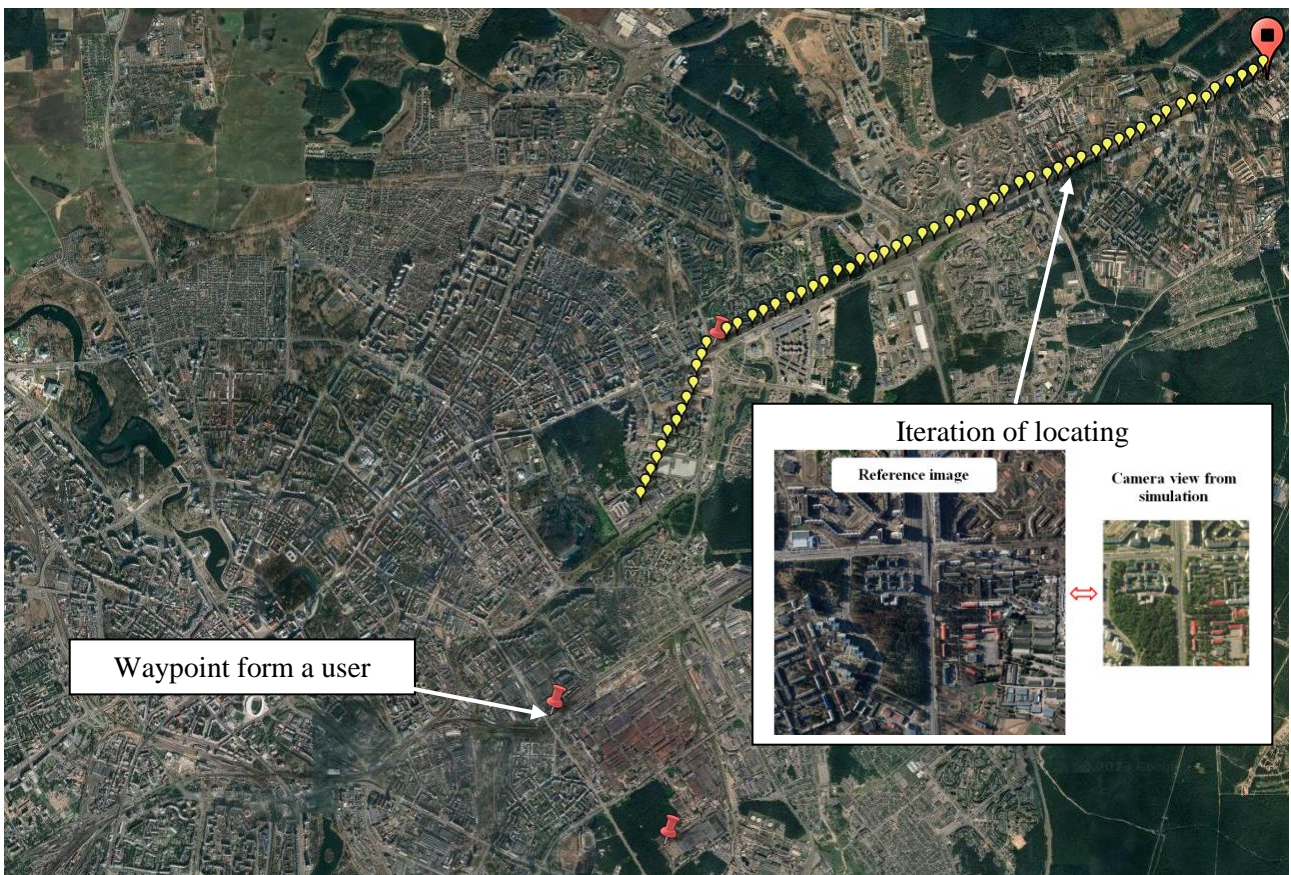 Iteration of locating
Reference image
Camera view from
simulation
Waypoint form a user